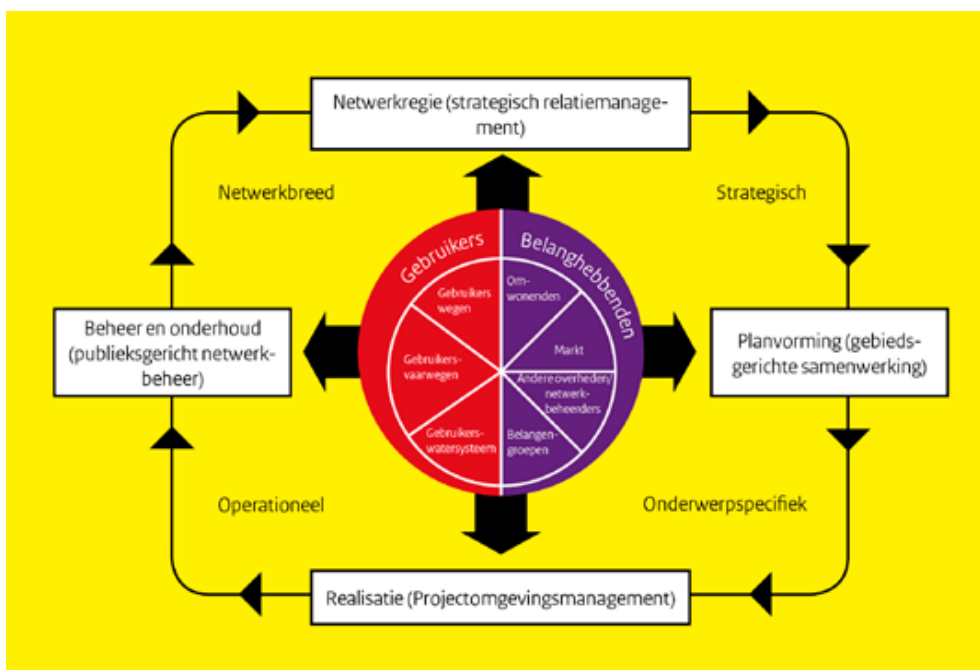 Netwerkregie (strategisch relatiemanage-
ment)
Netwerkbreed
Strategisch
Gebruikers
Belanghebbenden
Gebruikers
wegen
Om-
wonenden
Beheer en onderhoud
(publieksgericht netwerk-
beheer)
Gebruikers-
vaarwegen
Markt
Planvorming (gebieds-
gerichte samenwerking)
Andere overheden/
netwerk-
beheerders
Gebruikers-
watersysteem
Belangen-
groepen
Operationeel
Onderwerpspecifiek
Realisatie (Projectomgevingsmanagement)